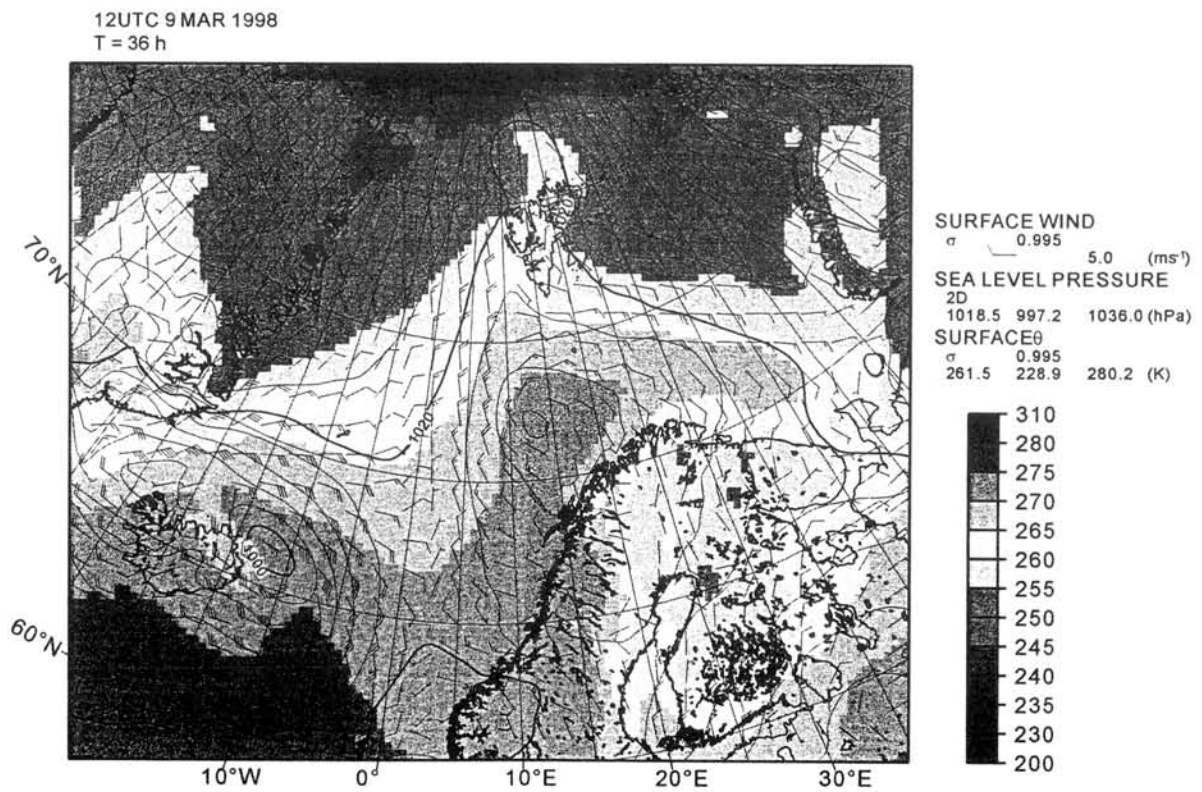 12UTC 9 MAR 1998
T = 36 h
70°N
60°N
1020
1000
10°W 0° 10°E 20°E 30°E
SURFACE WIND
σ 0.995
5.0 (ms⁻¹)
SEA LEVEL PRESSURE
2D
1018.5 997.2 1036.0 (hPa)
SURFACEθ
σ 0.995
261.5 228.9 280.2 (K)
310
280
275
270
265
260
255
250
245
240
235
230
200